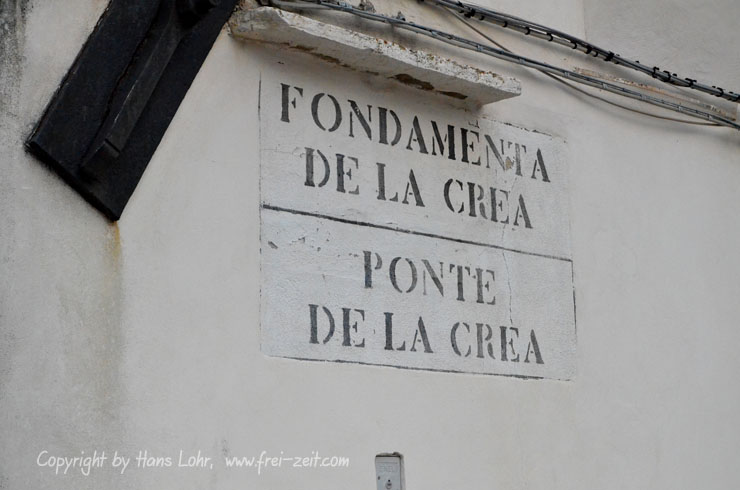 FONDAMENTA
DE LA CREA
PONTE
DE LA CREA
Copyright by Hans Lohr, www.frei-zeit.com